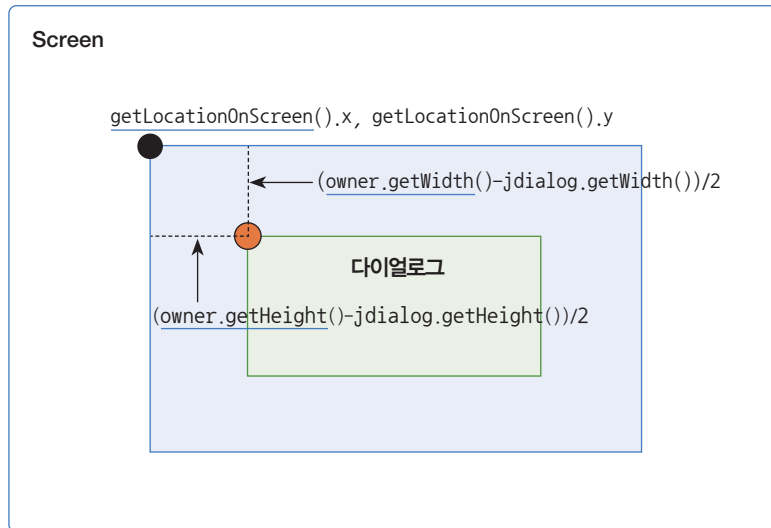 Screen
getLocationOnScreen().x, getLocationOnScreen().y
(owner.getWidth()-jdialog.getWidth())/2
다이얼로그
(owner.getHeight()-jdialog.getHeight())/2